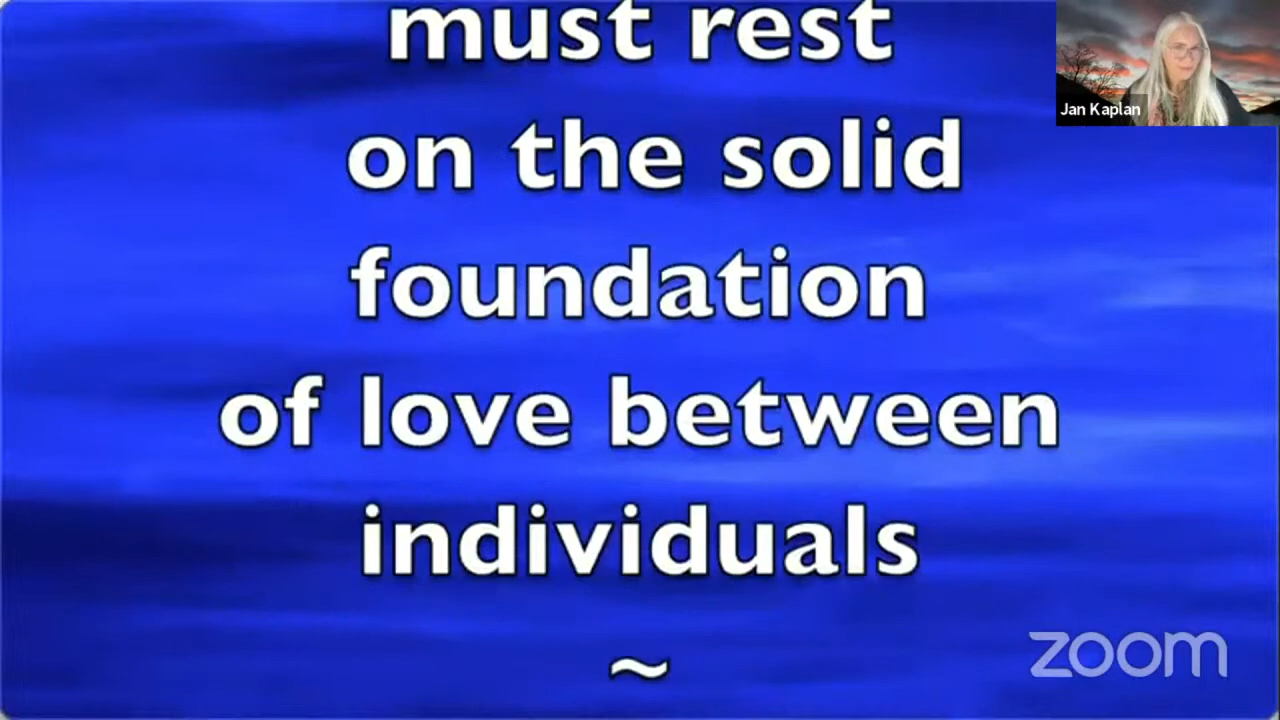 must rest
Jan Kaplan
on the solid
foundation
of love between
individuals
~
zoom